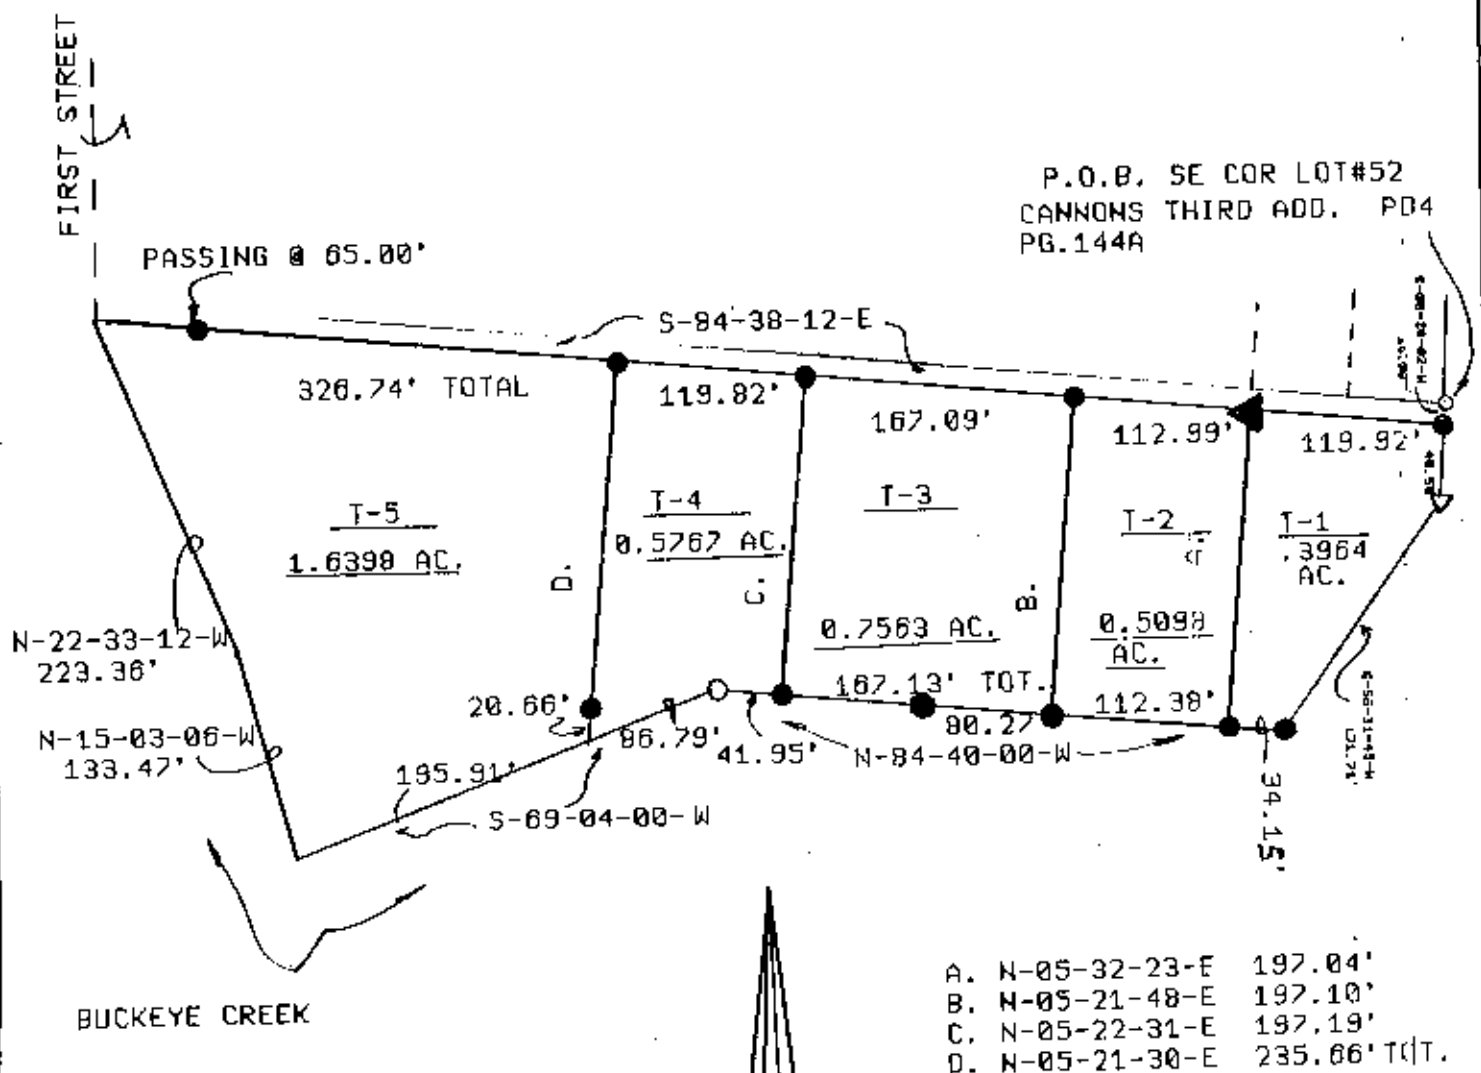 FIRST STREET
P.O.B. SE COR LOT#52
CANNONS THIRD ADD. PD4
PG.144A
PASSING @ 65.00'
S-84-38-12-E
326.74' TOTAL
119.82'
167.09'
112.99'
119.92'
T-5
1.6398 AC.
T-4
0.5767 AC.
T-3
0.7563 AC.
T-2
0.5098
AC.
T-1
.3964
AC.
D.
C.
B.
N-22-33-12-W
223.36'
N-15-03-06-W
133.47'
20.66'
195.91'
S-69-04-00-W
86.79'
41.95'
167.13' TOT.
80.27'
112.38'
N-84-40-00-W
34.15'
BUCKEYE CREEK
A. N-05-32-23-E 197.04'
B. N-05-21-48-E 197.10'
C. N-05-22-31-E 197.19'
D. N-05-21-30-E 235.66' TOT.